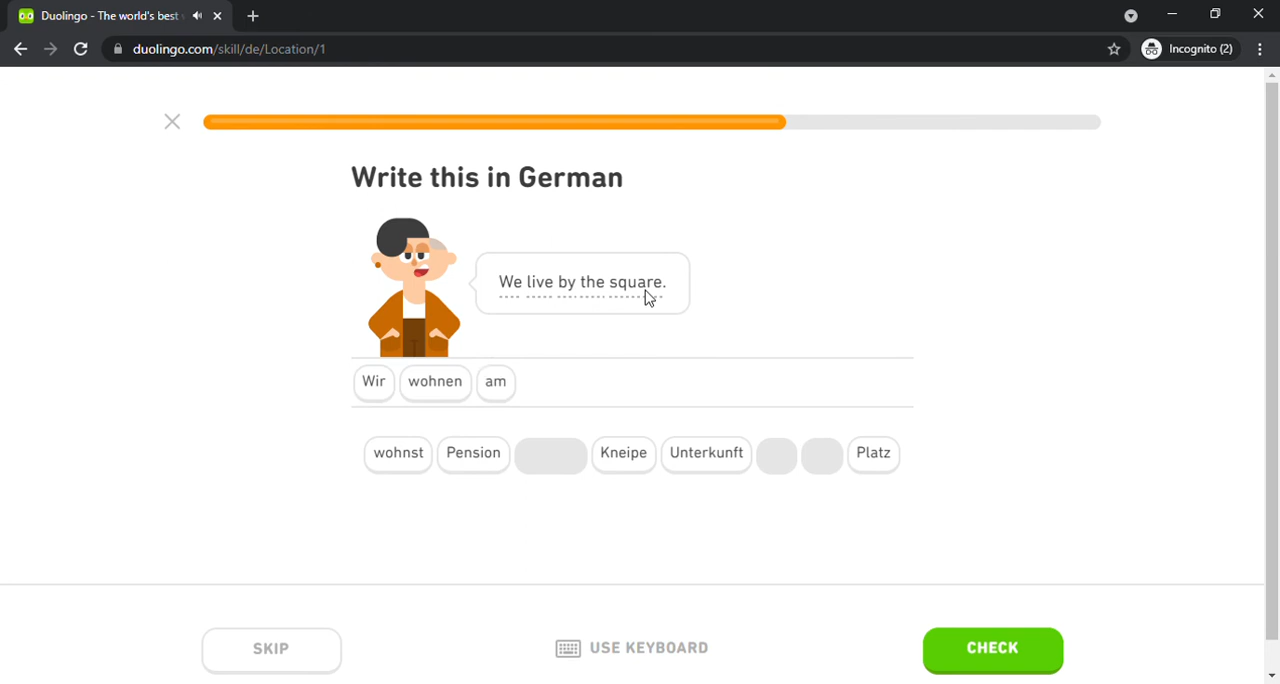 Duolingo - The world's best
duolingo.com/skill/de/Location/1
Incognito (2)
Write this in German
We live by the square.
Wir wohnen am
wohnst Pension Kneipe Unterkunft Platz
SKIP USE KEYBOARD CHECK